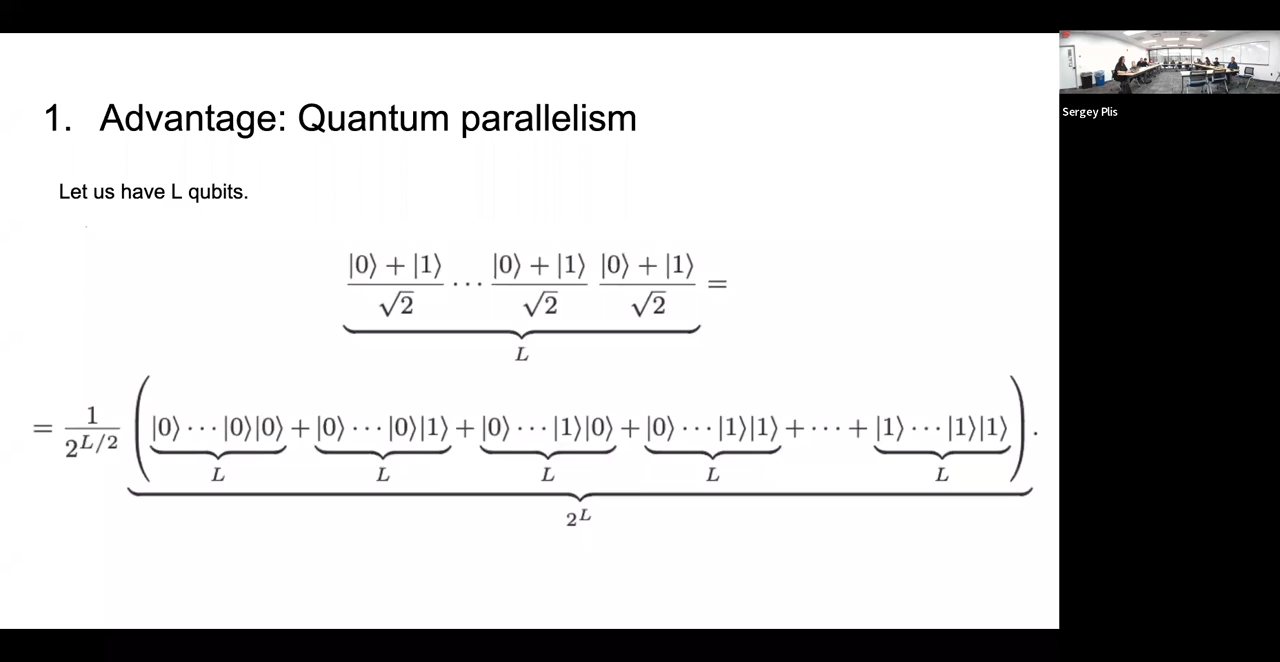 1. Advantage: Quantum parallelism
Let us have L qubits.
|0⟩ + |1⟩ / √2 ⋯ |0⟩ + |1⟩ / √2 |0⟩ + |1⟩ / √2 =
L
= 1 / 2^{L/2} ( |0⟩ ⋯ |0⟩|0⟩ + |0⟩ ⋯ |0⟩|1⟩ + |0⟩ ⋯ |1⟩|0⟩ + |0⟩ ⋯ |1⟩|1⟩ + ⋯ + |1⟩ ⋯ |1⟩|1⟩ ) .
L L L L L
2^L
Sergey Plis